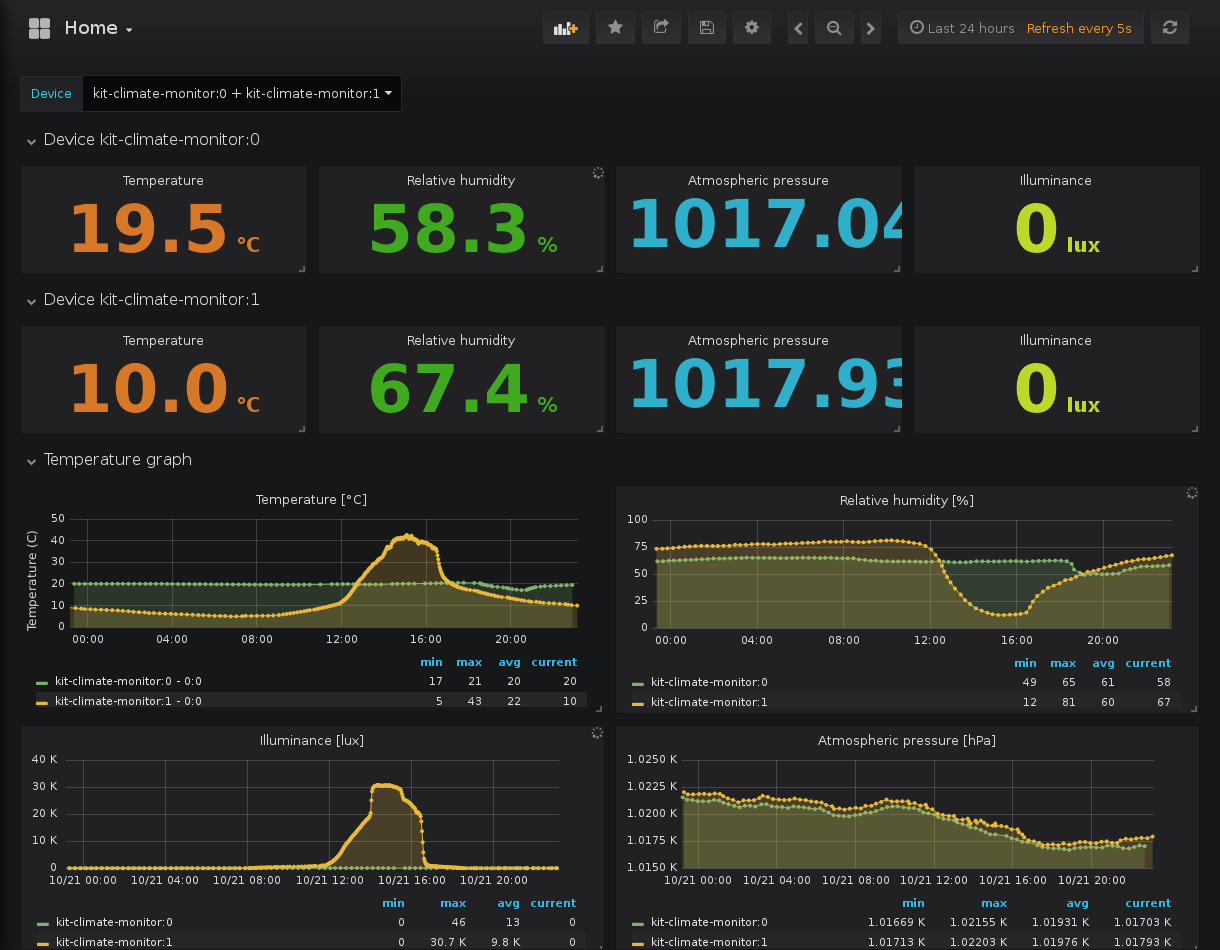 Home
Last 24 hours Refresh every 5s
Device kit-climate-monitor:0 + kit-climate-monitor:1
Device kit-climate-monitor:0
Temperature Relative humidity Atmospheric pressure Illuminance
19.5 °C 58.3 % 1017.04 0 lux
Device kit-climate-monitor:1
Temperature Relative humidity Atmospheric pressure Illuminance
10.0 °C 67.4 % 1017.93 0 lux
Temperature graph
Temperature [°C]
Temperature (C)
50
40
30
20
10
0
00:00 04:00 08:00 12:00 16:00 20:00
min max avg current
kit-climate-monitor:0 - 0:0 17 21 20 20
kit-climate-monitor:1 - 0:0 5 43 22 10
Relative humidity [%]
100
75
50
25
0
00:00 04:00 08:00 12:00 16:00 20:00
min max avg current
kit-climate-monitor:0 49 65 61 58
kit-climate-monitor:1 12 81 60 67
Illuminance [lux]
40 K
30 K
20 K
10 K
0
10/21 00:00 10/21 04:00 10/21 08:00 10/21 12:00 10/21 16:00 10/21 20:00
min max avg current
kit-climate-monitor:0 0 46 13 0
kit-climate-monitor:1 0 30.7 K 9.8 K 0
Atmospheric pressure [hPa]
1.0250 K
1.0225 K
1.0200 K
1.0175 K
1.0150 K
10/21 00:00 10/21 04:00 10/21 08:00 10/21 12:00 10/21 16:00 10/21 20:00
min max avg current
kit-climate-monitor:0 1.01669 K 1.02155 K 1.01931 K 1.01703 K
kit-climate-monitor:1 1.01713 K 1.02203 K 1.01976 K 1.01793 K